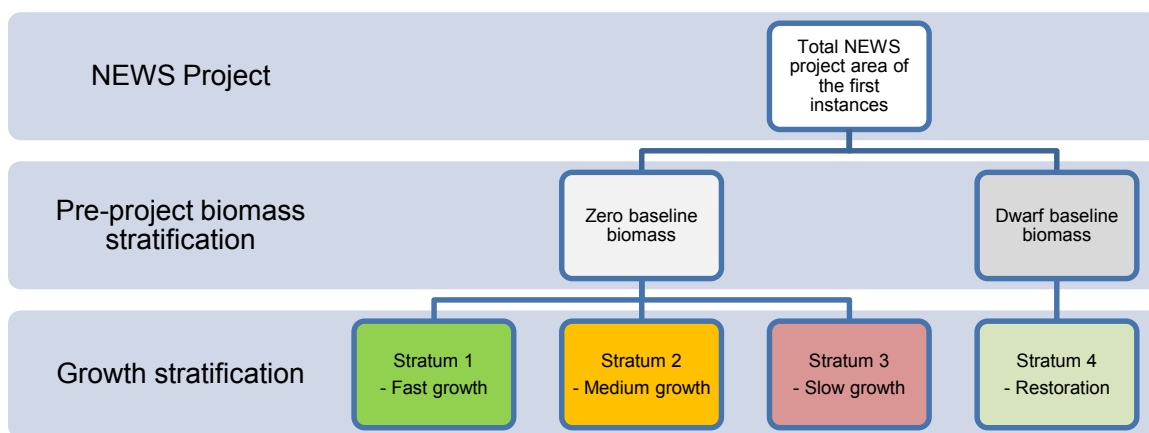 NEWS Project
Total NEWS
project area of
the first
instances
Pre-project biomass
stratification
Zero baseline
biomass
Dwarf baseline
biomass
Growth stratification
Stratum 1
- Fast growth
Stratum 2
- Medium growth
Stratum 3
- Slow growth
Stratum 4
- Restoration